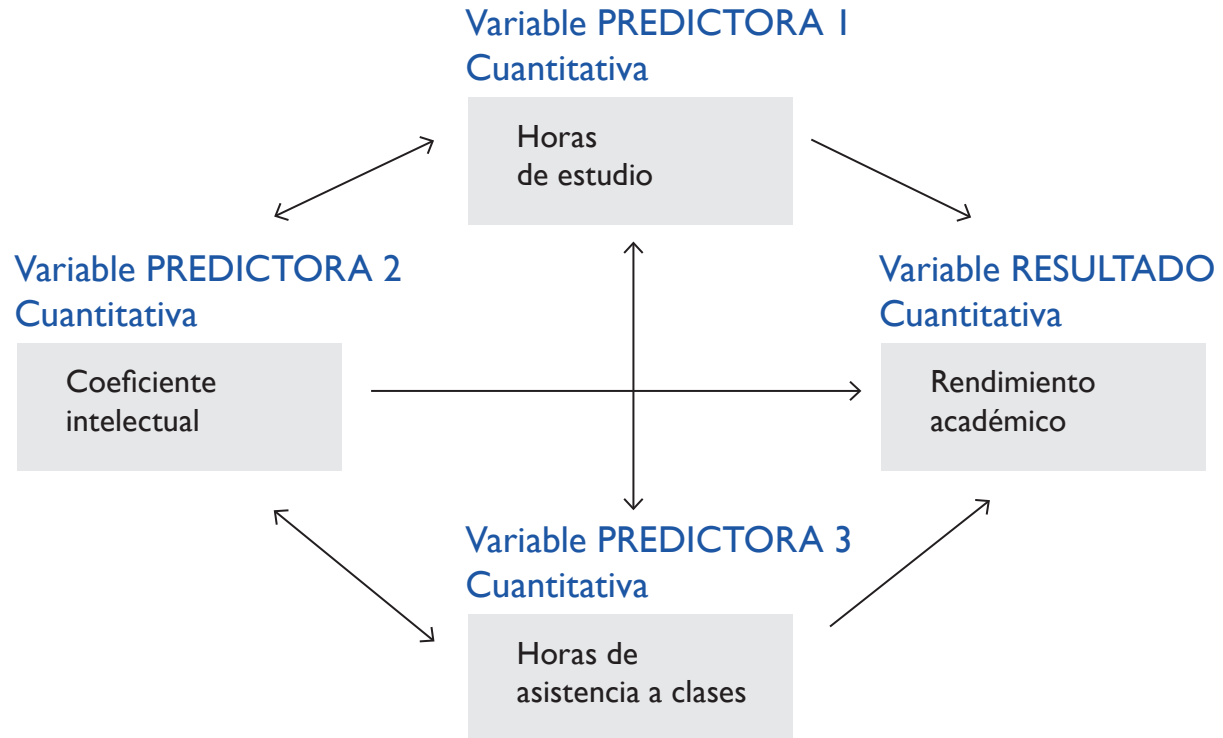 Variable PREDICTORA 1
Cuantitativa
Horas
de estudio
Variable PREDICTORA 2
Cuantitativa
Coeficiente
intelectual
Variable RESULTADO
Cuantitativa
Rendimiento
académico
Variable PREDICTORA 3
Cuantitativa
Horas de
asistencia a clases